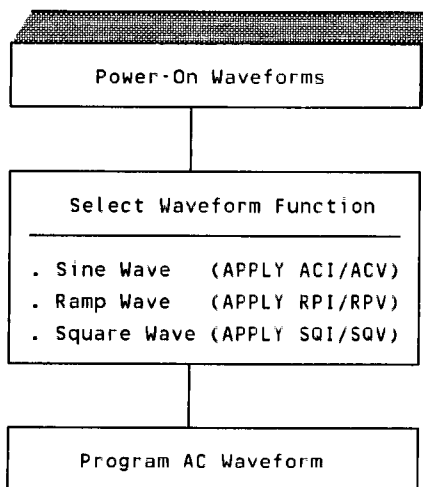 Power-On Waveforms
Select Waveform Function
. Sine Wave (APPLY ACI/ACV)
. Ramp Wave (APPLY RPI/RPV)
. Square Wave (APPLY SQI/SQV)
Program AC Waveform